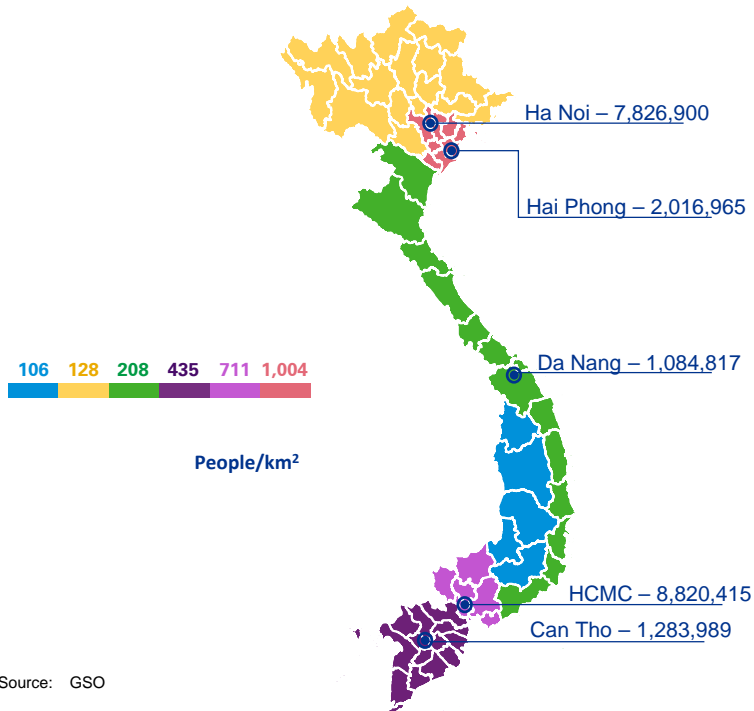 Ha Noi – 7,826,900
Hai Phong – 2,016,965
Da Nang – 1,084,817
106 128 208 435 711 1,004
People/km²
HCMC – 8,820,415
Can Tho – 1,283,989
Source: GSO